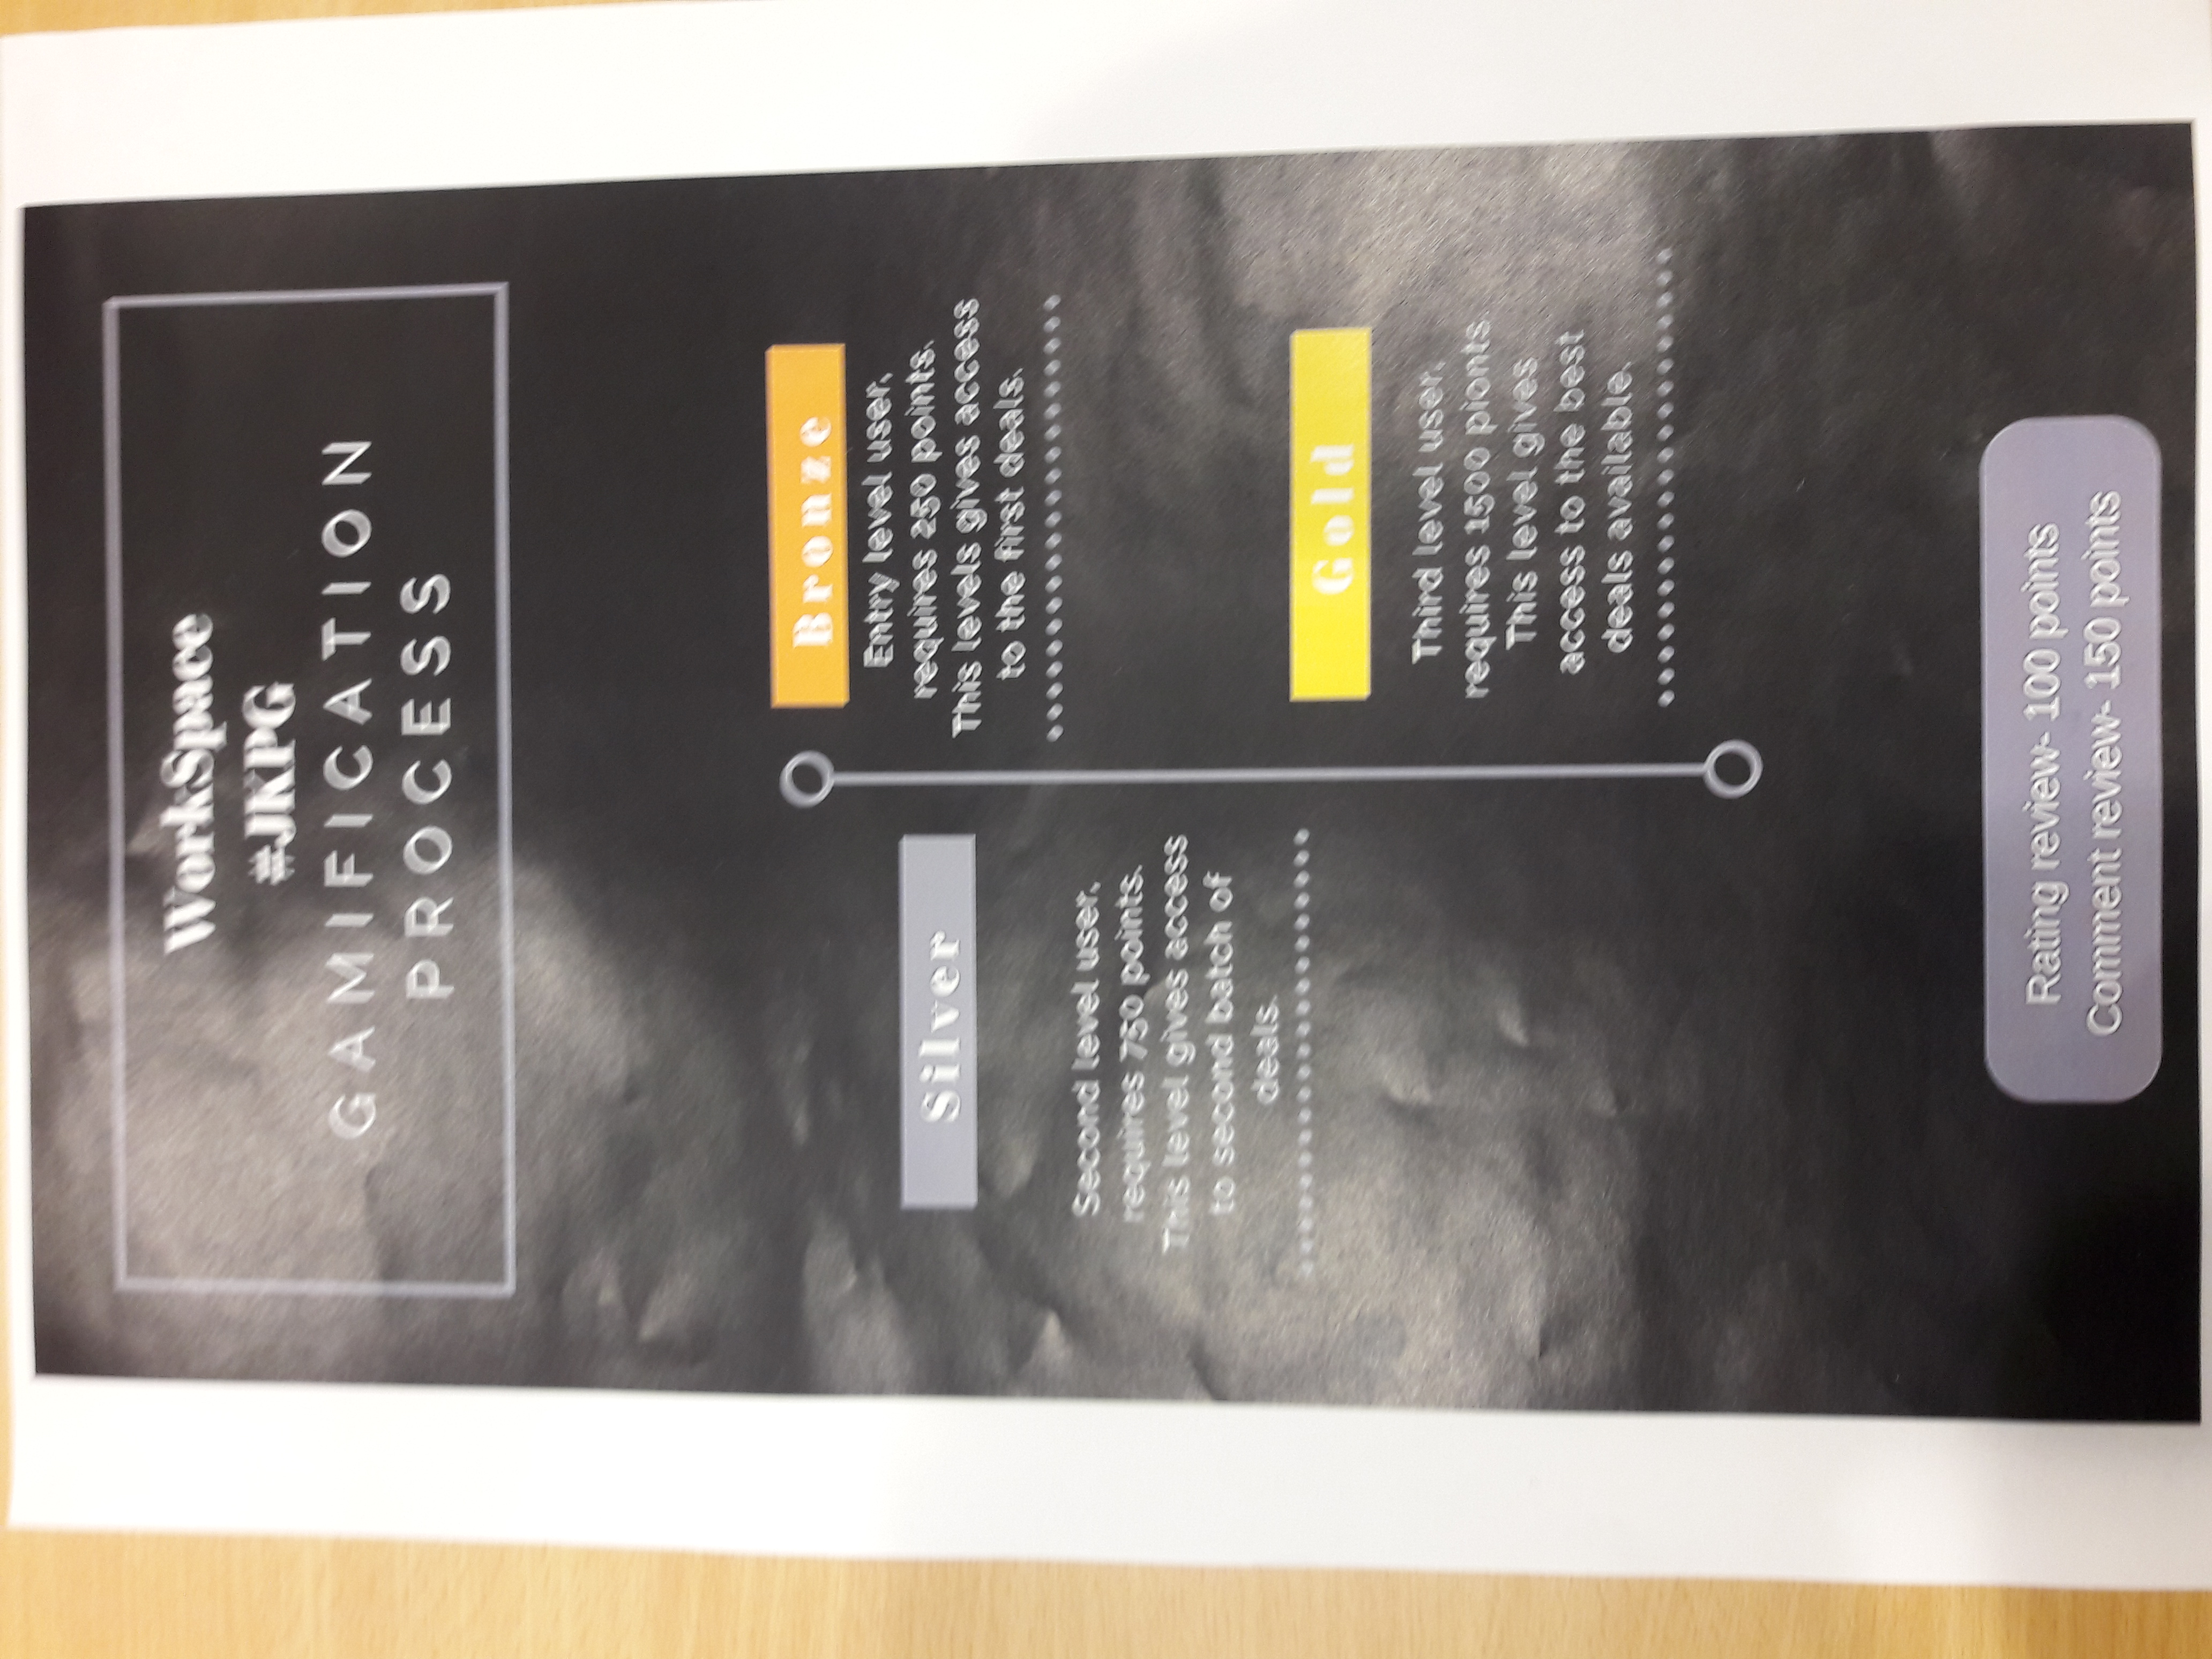 WorkSpace
#JKPG
GAMIFICATION
PROCESS
Bronze
Entry level user,
requires 250 points.
This levels gives access
to the first deals.
Silver
Second level user,
requires 750 points.
This level gives access
to second batch of
deals.
Gold
Third level user,
requires 1500 pionts.
This level gives
access to the best
deals available.
Rating review- 100 points
Comment review- 150 points